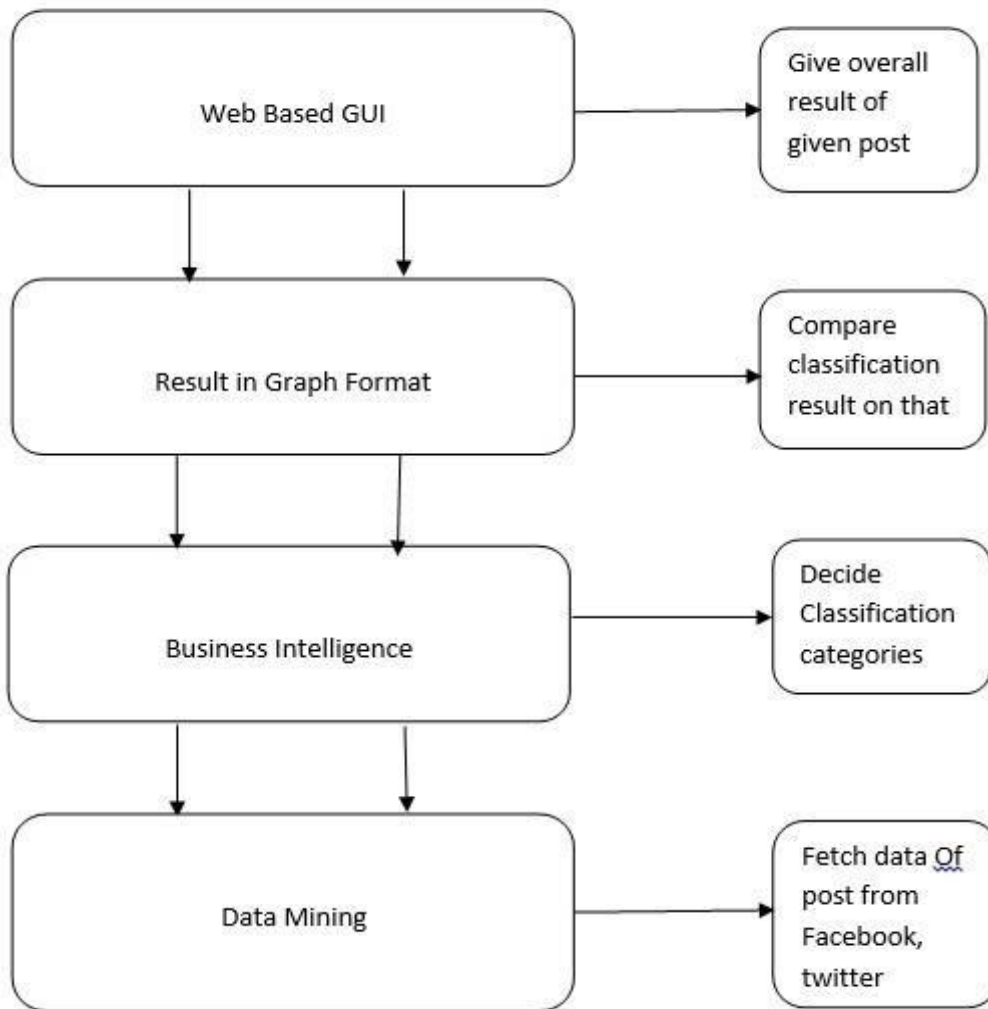 Web Based GUI
Give overall
result of
given post
Result in Graph Format
Compare
classification
result on that
Business Intelligence
Decide
Classification
categories
Data Mining
Fetch data Of
post from
Facebook,
twitter